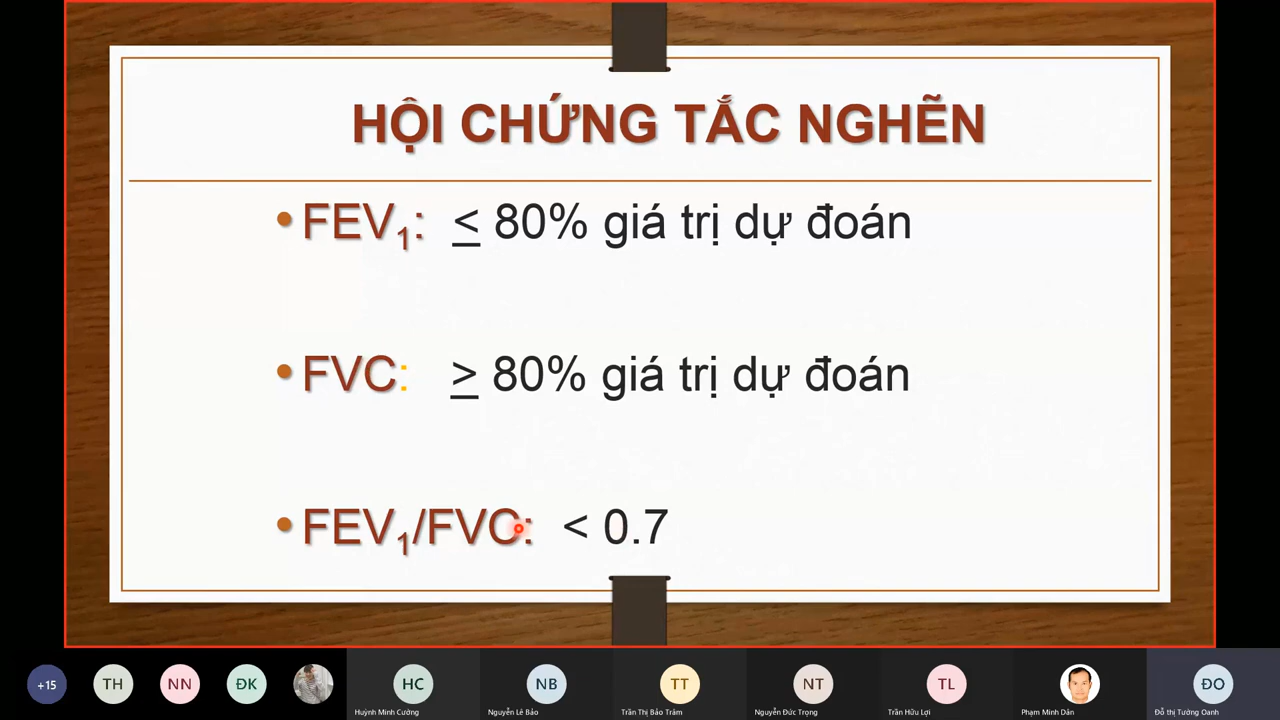 HỘI CHỨNG TẮC NGHẼN
•FEV₁: ≤ 80% giá trị dự đoán
•FVC: ≥ 80% giá trị dự đoán
•FEV₁/FVC: < 0.7
+15 TH NN ĐK HC NB TT NT TL ĐO
Huỳnh Minh Cường Nguyễn Lê Bảo Trần Thị Bảo Trâm Nguyễn Đức Trọng Trần Hữu Lợi Phạm Minh Dân Đỗ thị Tường Oanh